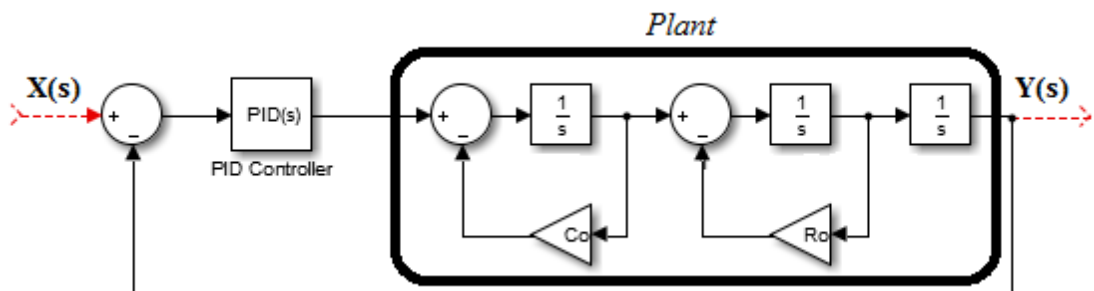 Plant
X(s)
Y(s)
+
−
PID(s)
PID Controller
+
−
1
s
+
−
1
s
1
s
Co
Ro